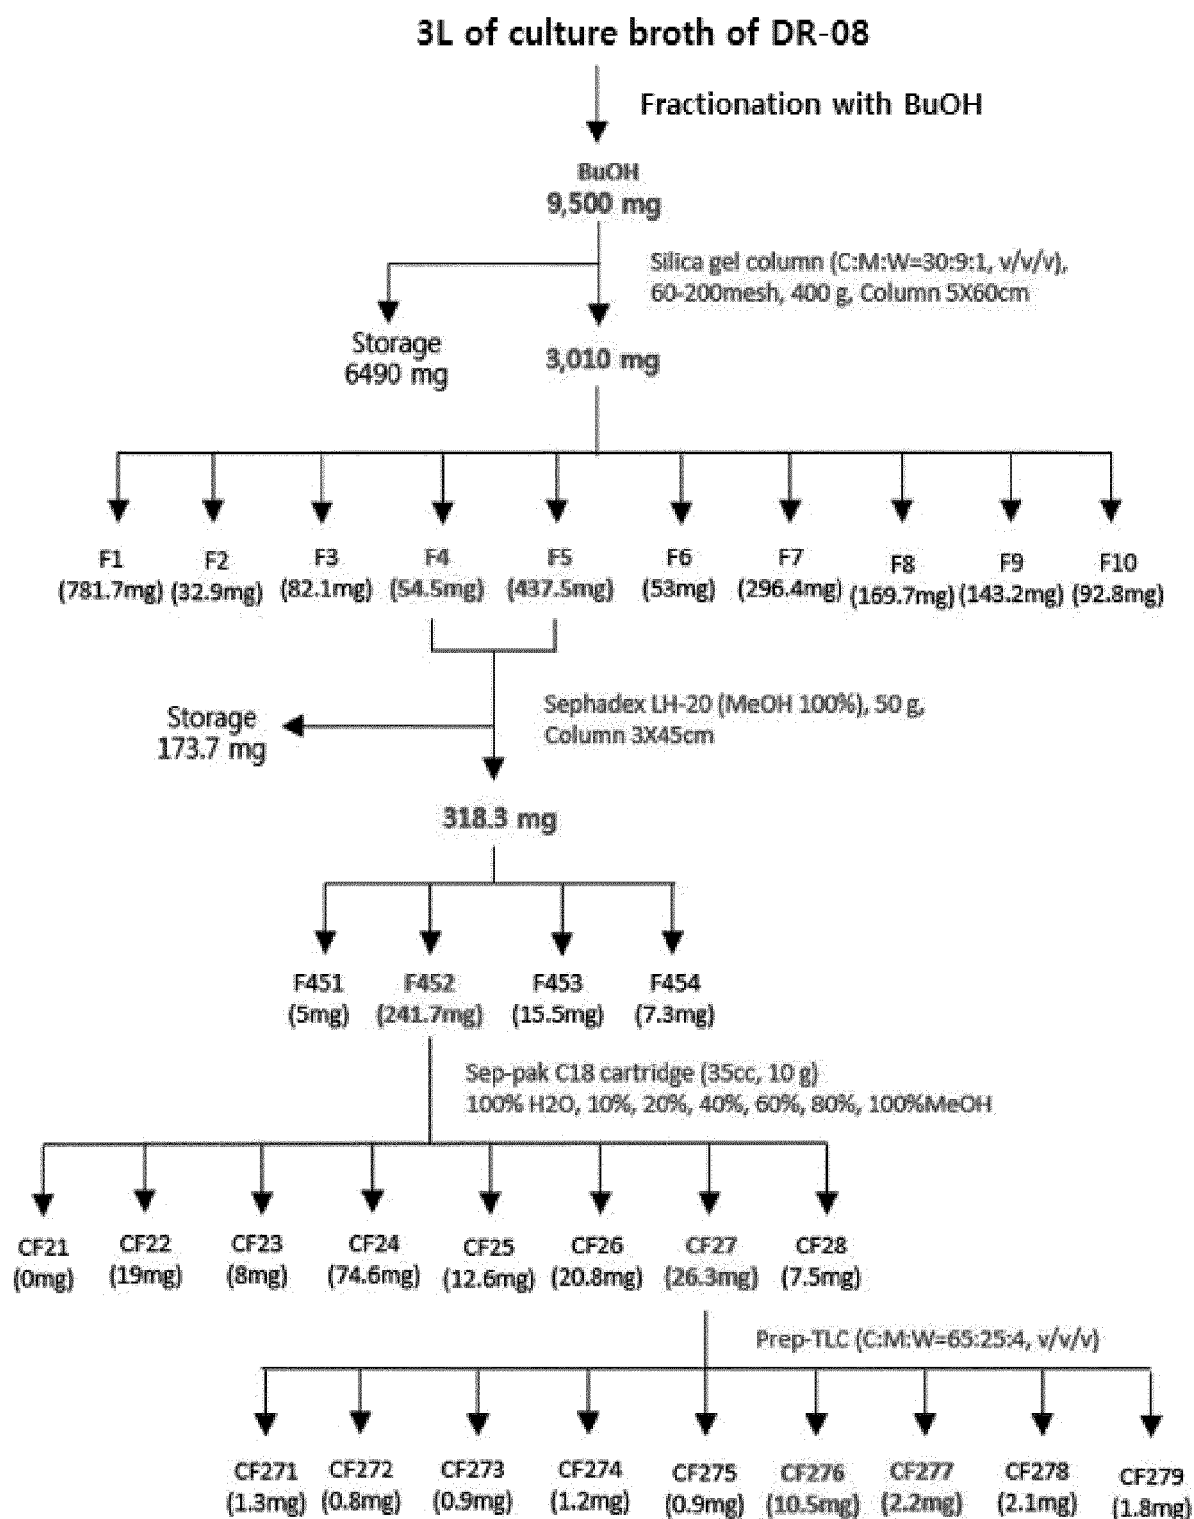 3L of culture broth of DR-08
Fractionation with BuOH
BuOH
9,500 mg
Silica gel column (C:M:W=30:9:1, v/v/v),
60-200mesh, 400 g, Column 5X60cm
Storage
6490 mg
3,010 mg
F1 F2 F3 F4 F5 F6 F7 F8 F9 F10
(781.7mg) (32.9mg) (82.1mg) (54.5mg) (437.5mg) (53mg) (296.4mg) (169.7mg) (143.2mg) (92.8mg)
Sephadex LH-20 (MeOH 100%), 50 g,
Column 3X45cm
Storage
173.7 mg
318.3 mg
F451 F452 F453 F454
(5mg) (241.7mg) (15.5mg) (7.3mg)
Sep-pak C18 cartridge (35cc, 10 g)
100% H2O, 10%, 20%, 40%, 60%, 80%, 100%MeOH
CF21 CF22 CF23 CF24 CF25 CF26 CF27 CF28
(0mg) (19mg) (8mg) (74.6mg) (12.6mg) (20.8mg) (26.3mg) (7.5mg)
Prep-TLC (C:M:W=65:25:4, v/v/v)
CF271 CF272 CF273 CF274 CF275 CF276 CF277 CF278 CF279
(1.3mg) (0.8mg) (0.9mg) (1.2mg) (0.9mg) (10.5mg) (2.2mg) (2.1mg) (1.8mg)